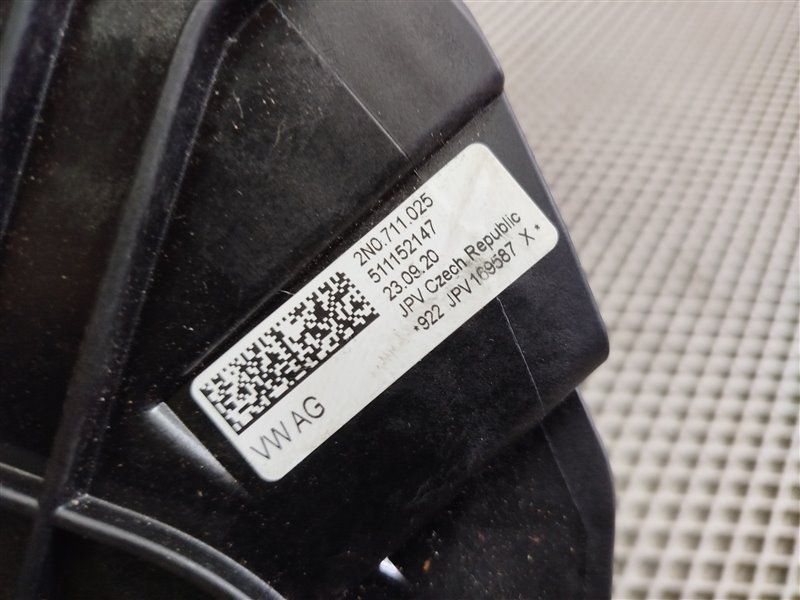 2N0.711.025
511152147
23.09.20
JPV Czech Republic
*922 JPV169587 X*
VW AG